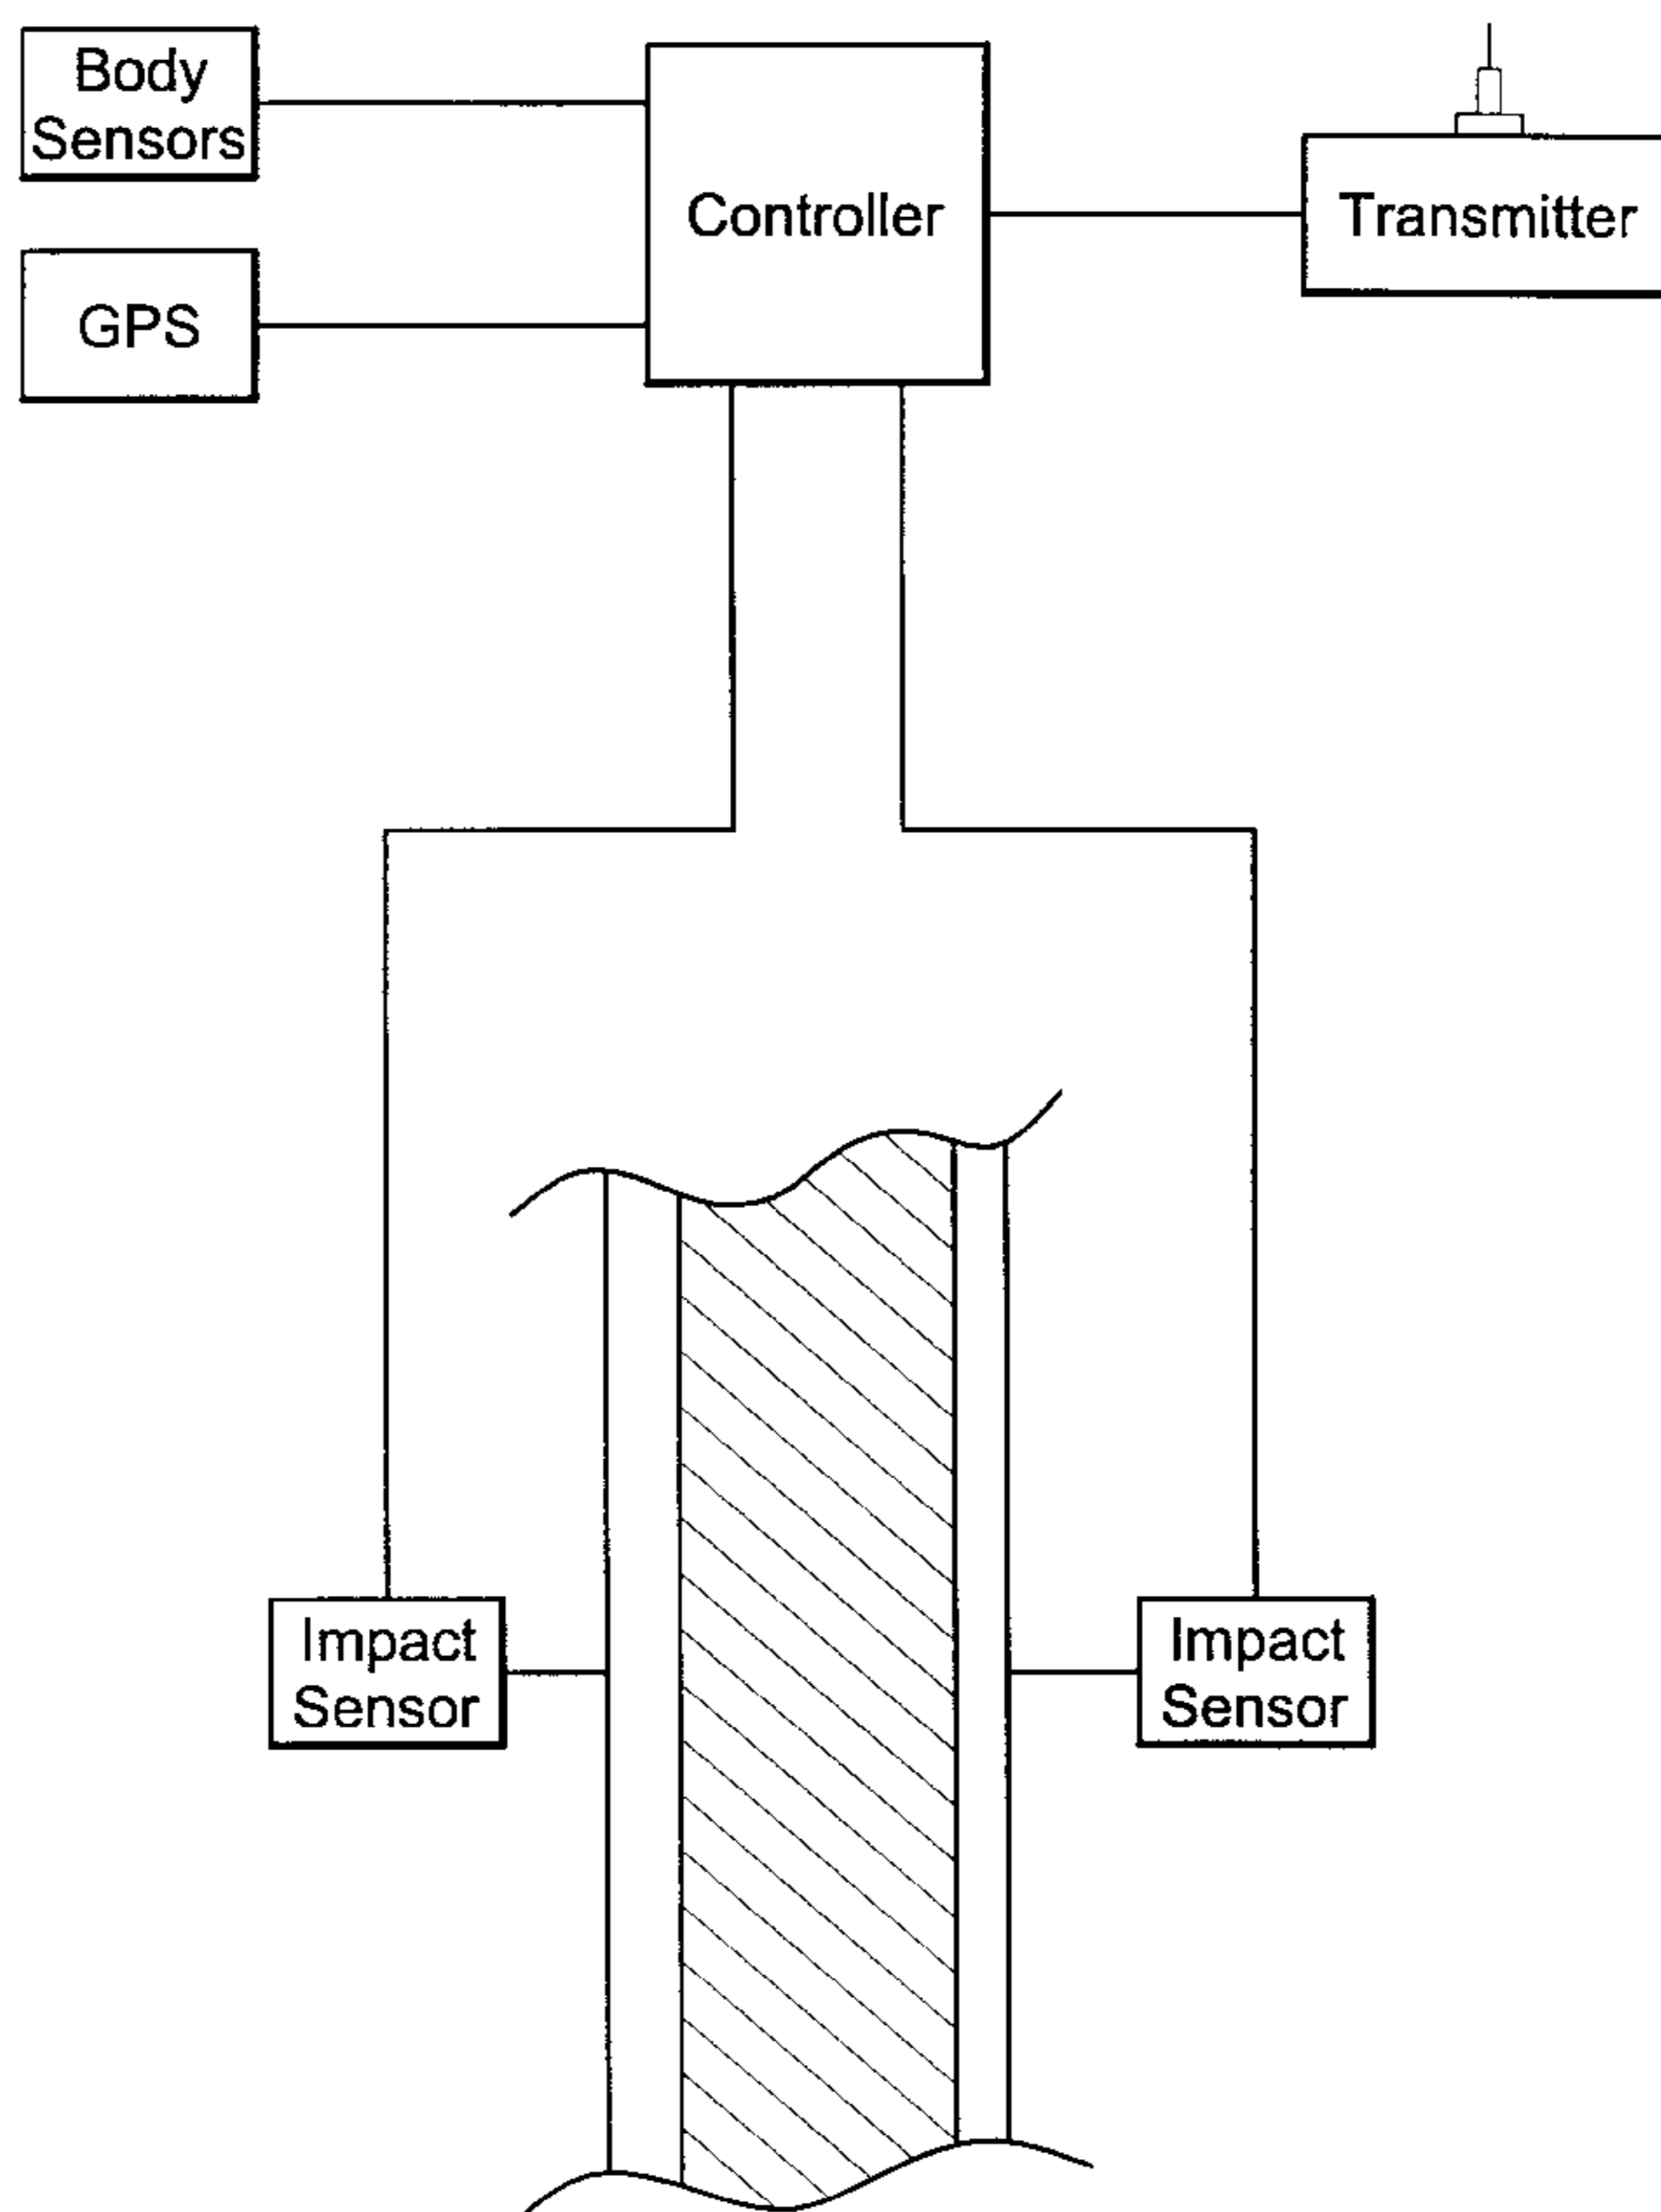 Body
Sensors
Controller
Transmitter
GPS
Impact
Sensor
Impact
Sensor